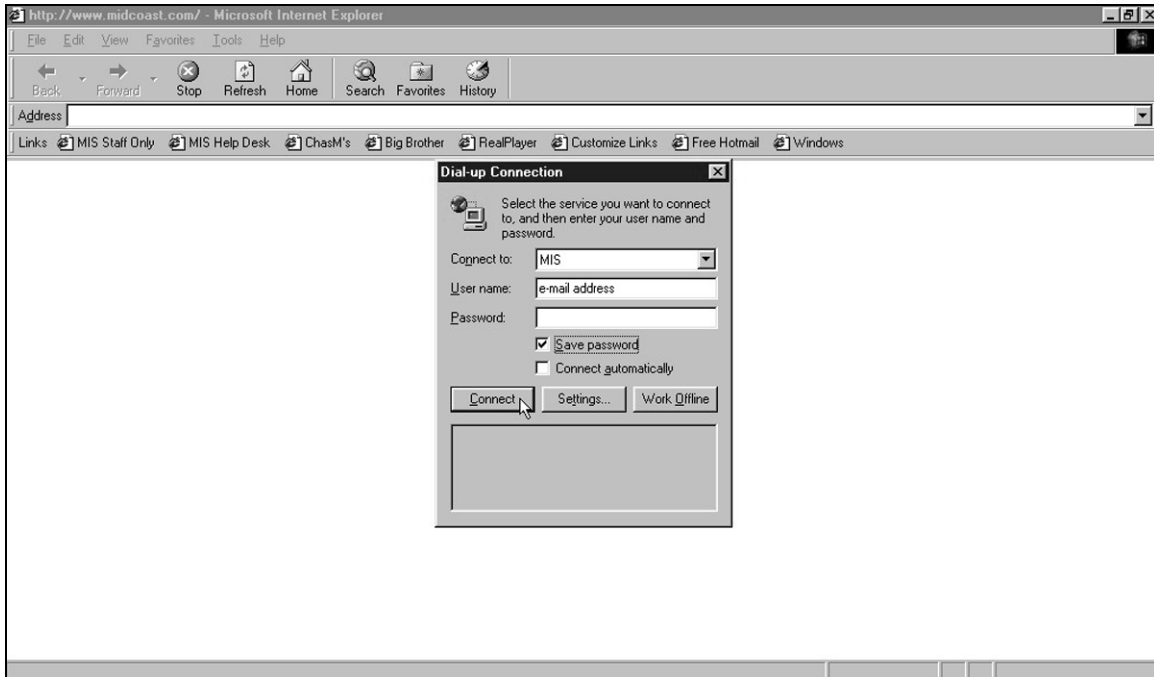 http://www.midcoast.com/ - Microsoft Internet Explorer
File Edit View Favorites Tools Help
Back Forward Stop Refresh Home Search Favorites History
Address
Links MIS Staff Only MIS Help Desk ChasM's Big Brother RealPlayer Customize Links Free Hotmail Windows
Dial-up Connection
Select the service you want to connect
to, and then enter your user name and
password.
Connect to: MIS
User name: e-mail address
Password:
Save password
Connect automatically
Connect Settings... Work Offline